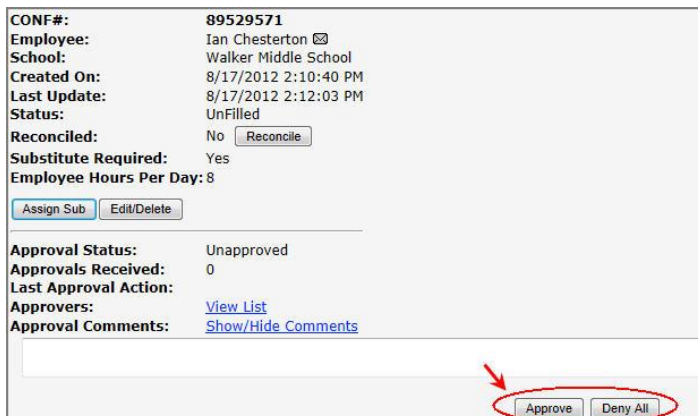 CONF#: 89529571
Employee: Ian Chesterton
School: Walker Middle School
Created On: 8/17/2012 2:10:40 PM
Last Update: 8/17/2012 2:12:03 PM
Status: UnFilled
Reconciled: No Reconcile
Substitute Required: Yes
Employee Hours Per Day: 8
Assign Sub Edit/Delete
Approval Status: Unapproved
Approvals Received: 0
Last Approval Action:
Approvers: View List
Approval Comments: Show/Hide Comments
Approve Deny All